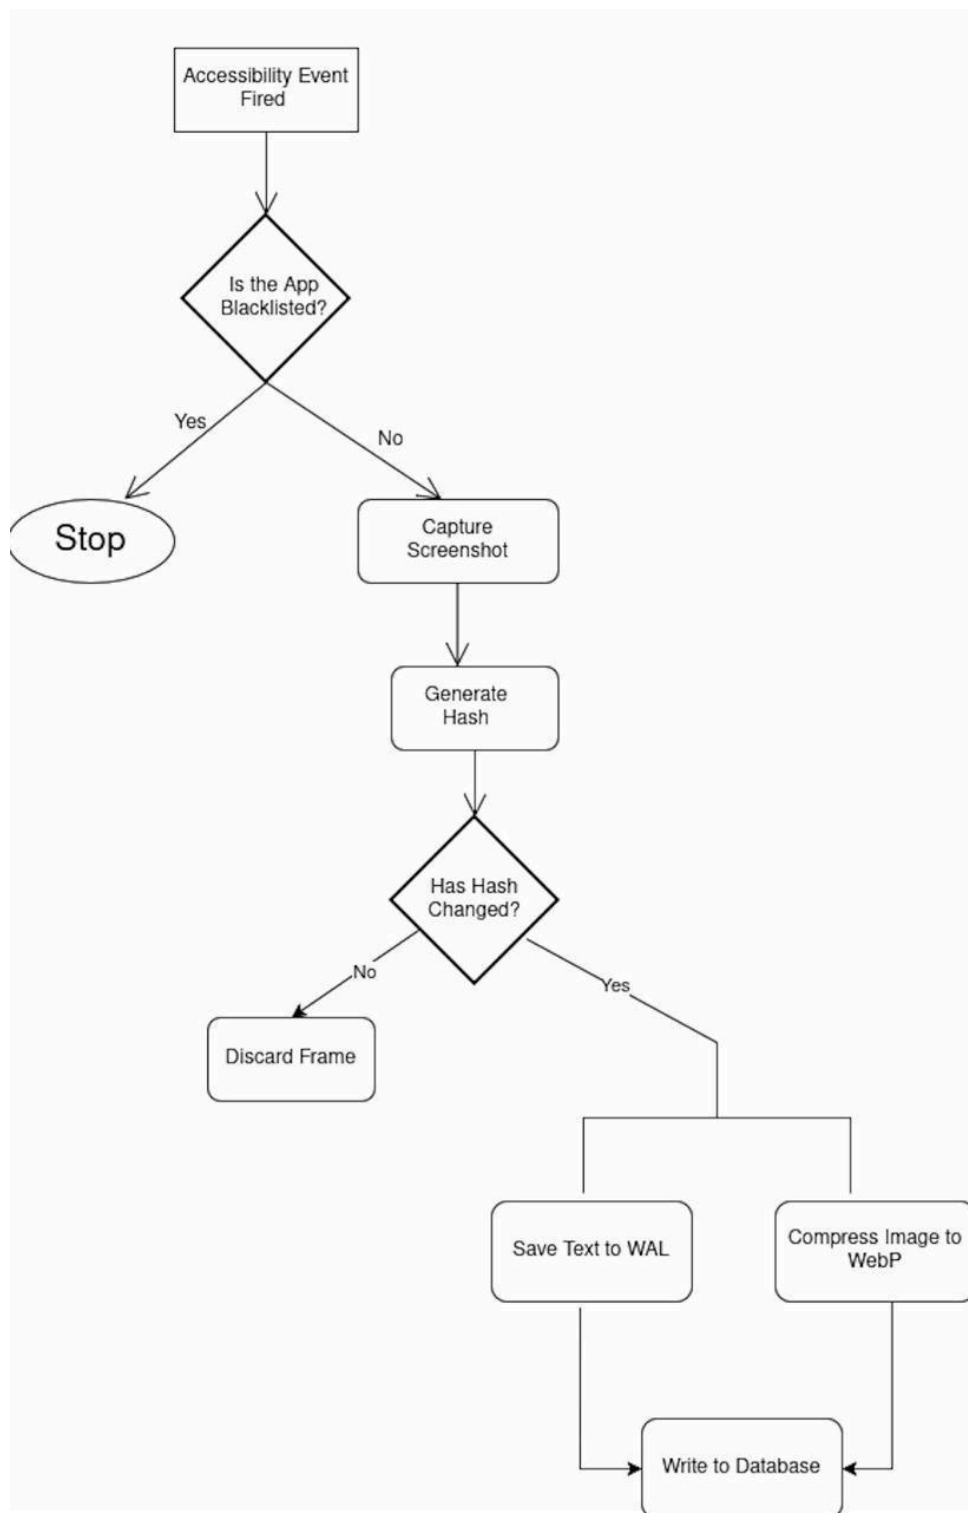 Accessibility Event
Fired
Is the App
Blacklisted?
Yes
No
Stop
Capture
Screenshot
Generate
Hash
Has Hash
Changed?
No
Yes
Discard Frame
Save Text to WAL
Compress Image to
WebP
Write to Database